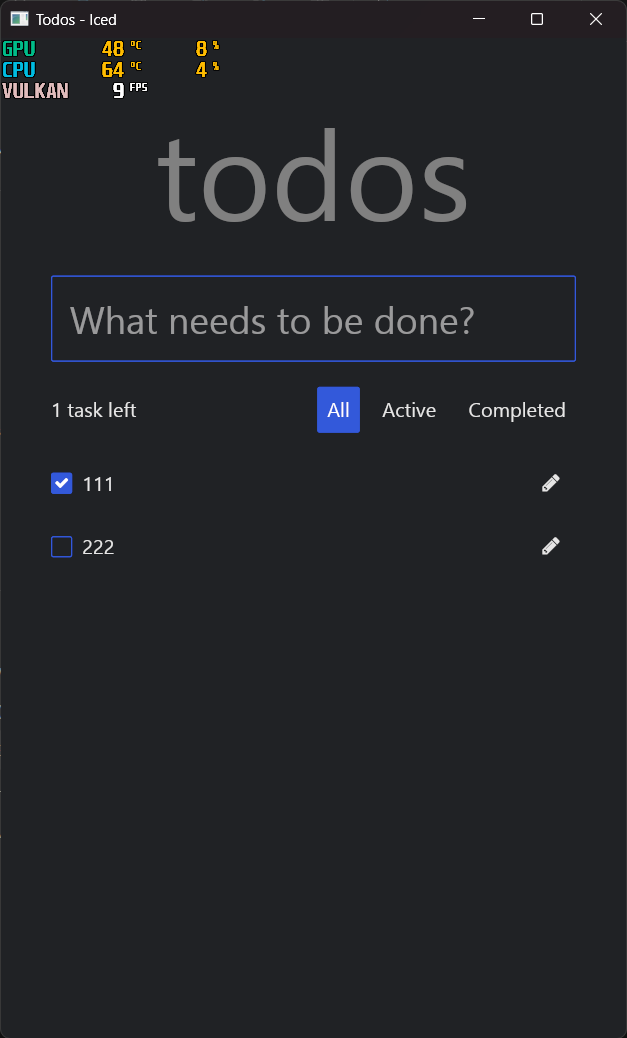 Todos - Iced
GPU 48 °C 8 %
CPU 64 °C 4 %
VULKAN 9 FPS
todos
What needs to be done?
1 task left All Active Completed
111
222